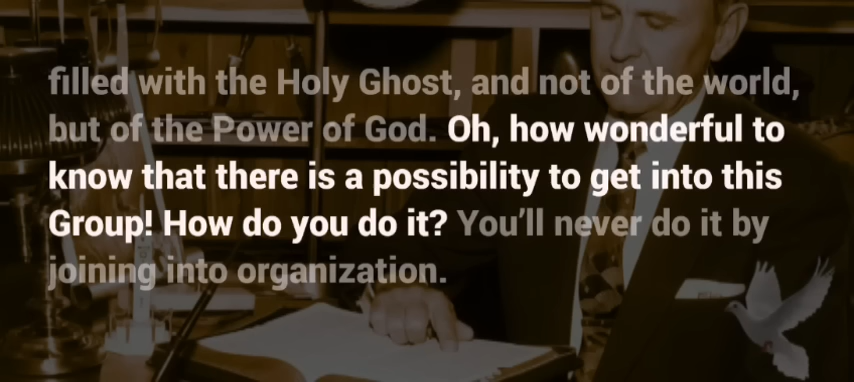 filled with the Holy Ghost, and not of the world,
but of the Power of God. Oh, how wonderful to
know that there is a possibility to get into this
Group! How do you do it? You’ll never do it by
joining into organization.